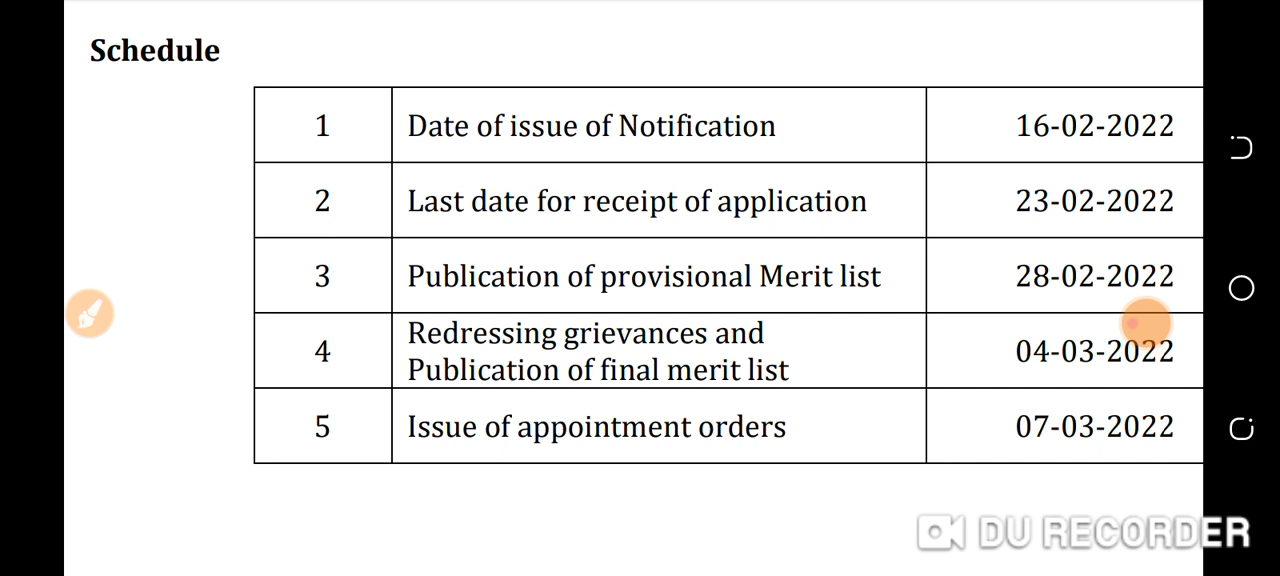 Schedule
1 Date of issue of Notification 16-02-2022
2 Last date for receipt of application 23-02-2022
3 Publication of provisional Merit list 28-02-2022
Redressing grievances and
4 04-03-2022
Publication of final merit list
5 Issue of appointment orders 07-03-2022
DU RECORDER